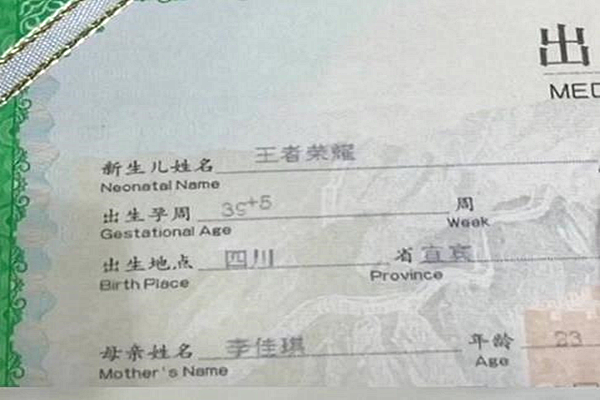 出
MED
新生儿姓名 王者荣耀
Neonatal Name
出生孕周 39+5 周
Gestational Age Week
出生地点 四川 省 宜宾
Birth Place Province
母亲姓名 李佳琪 年龄 23
Mother's Name Age